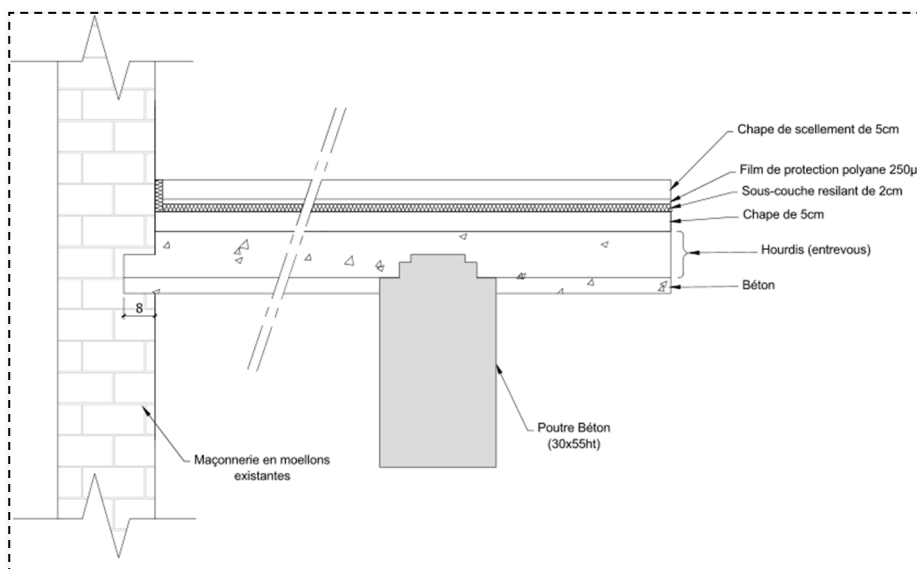 Chape de scellement de 5cm
Film de protection polyane 250µ
Sous-couche resilant de 2cm
Chape de 5cm
Hourdis (entrevous)
Béton
8
Poutre Béton
(30x55ht)
Maçonnerie en moellons
existantes